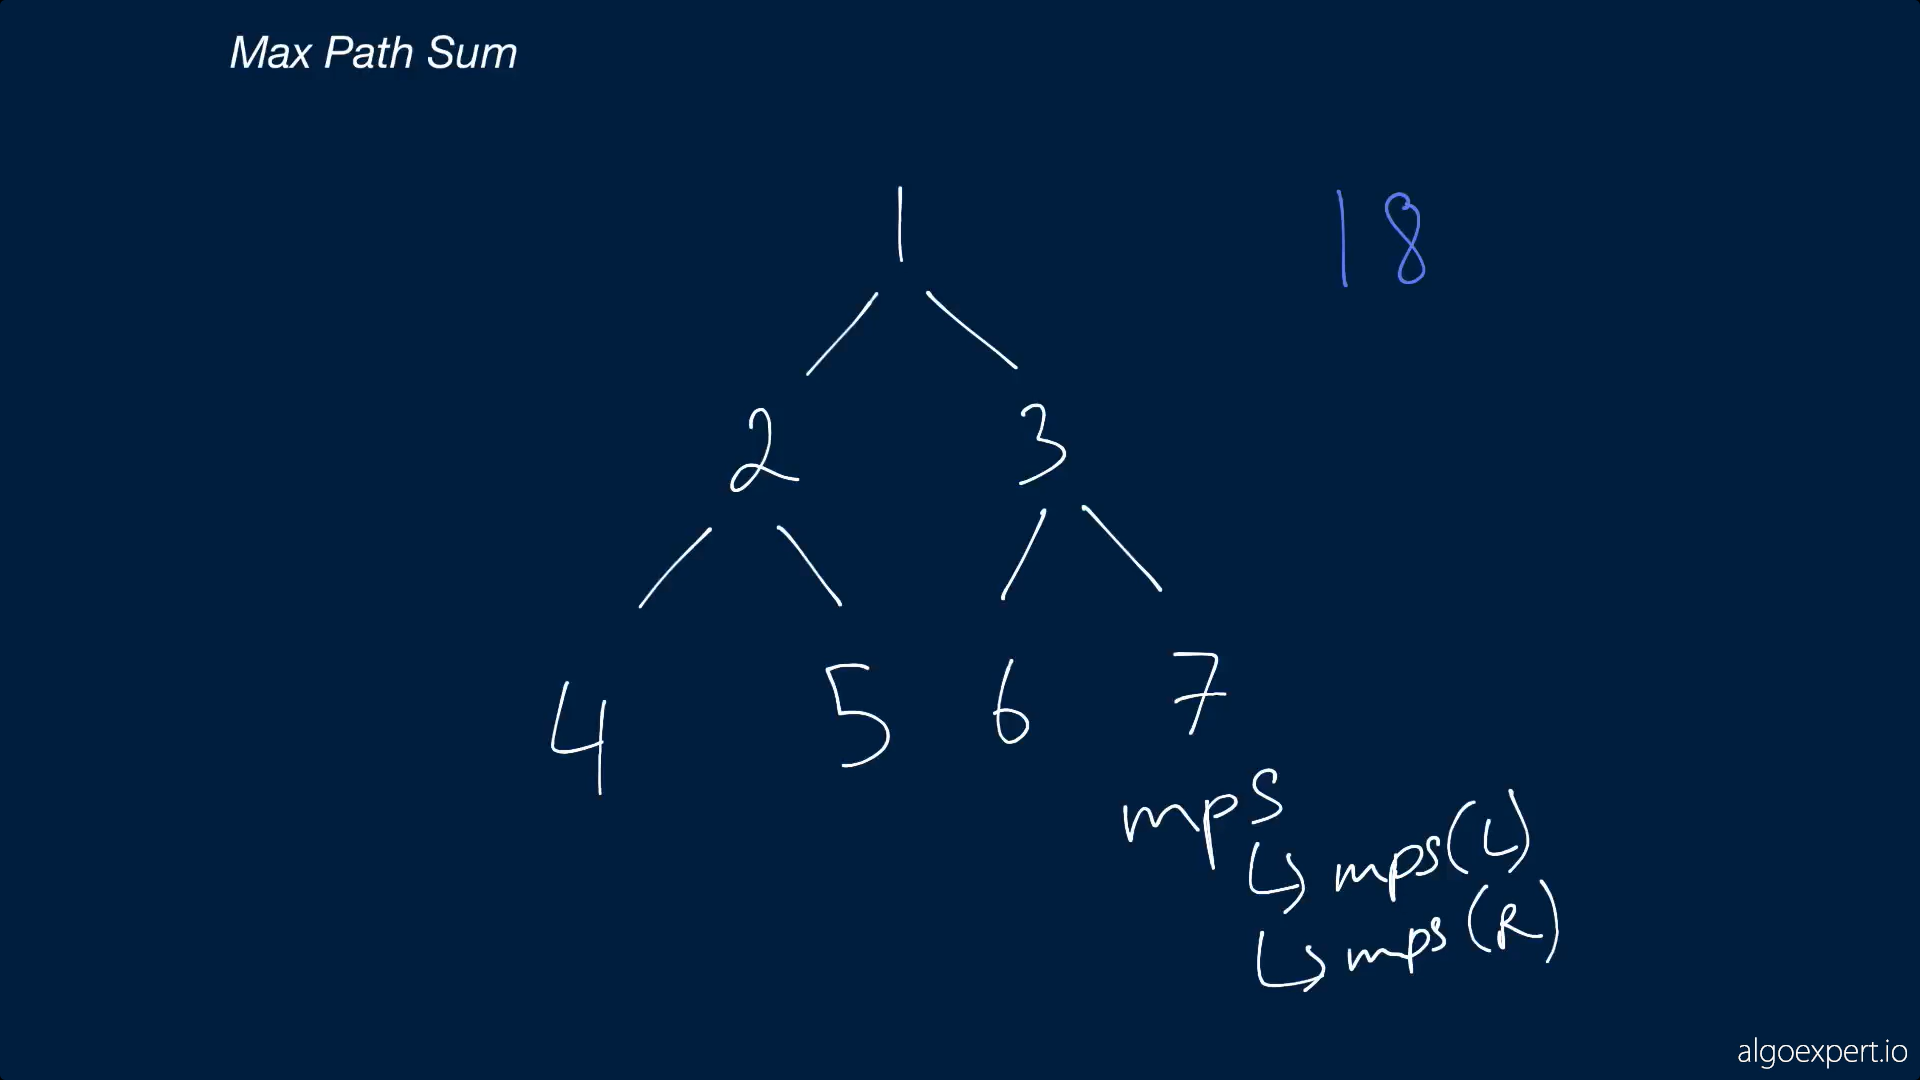 Max Path Sum
1
18
2 3
4 5 6 7
mps
↳ mps(L)
↳ mps(R)
algoexpert.io